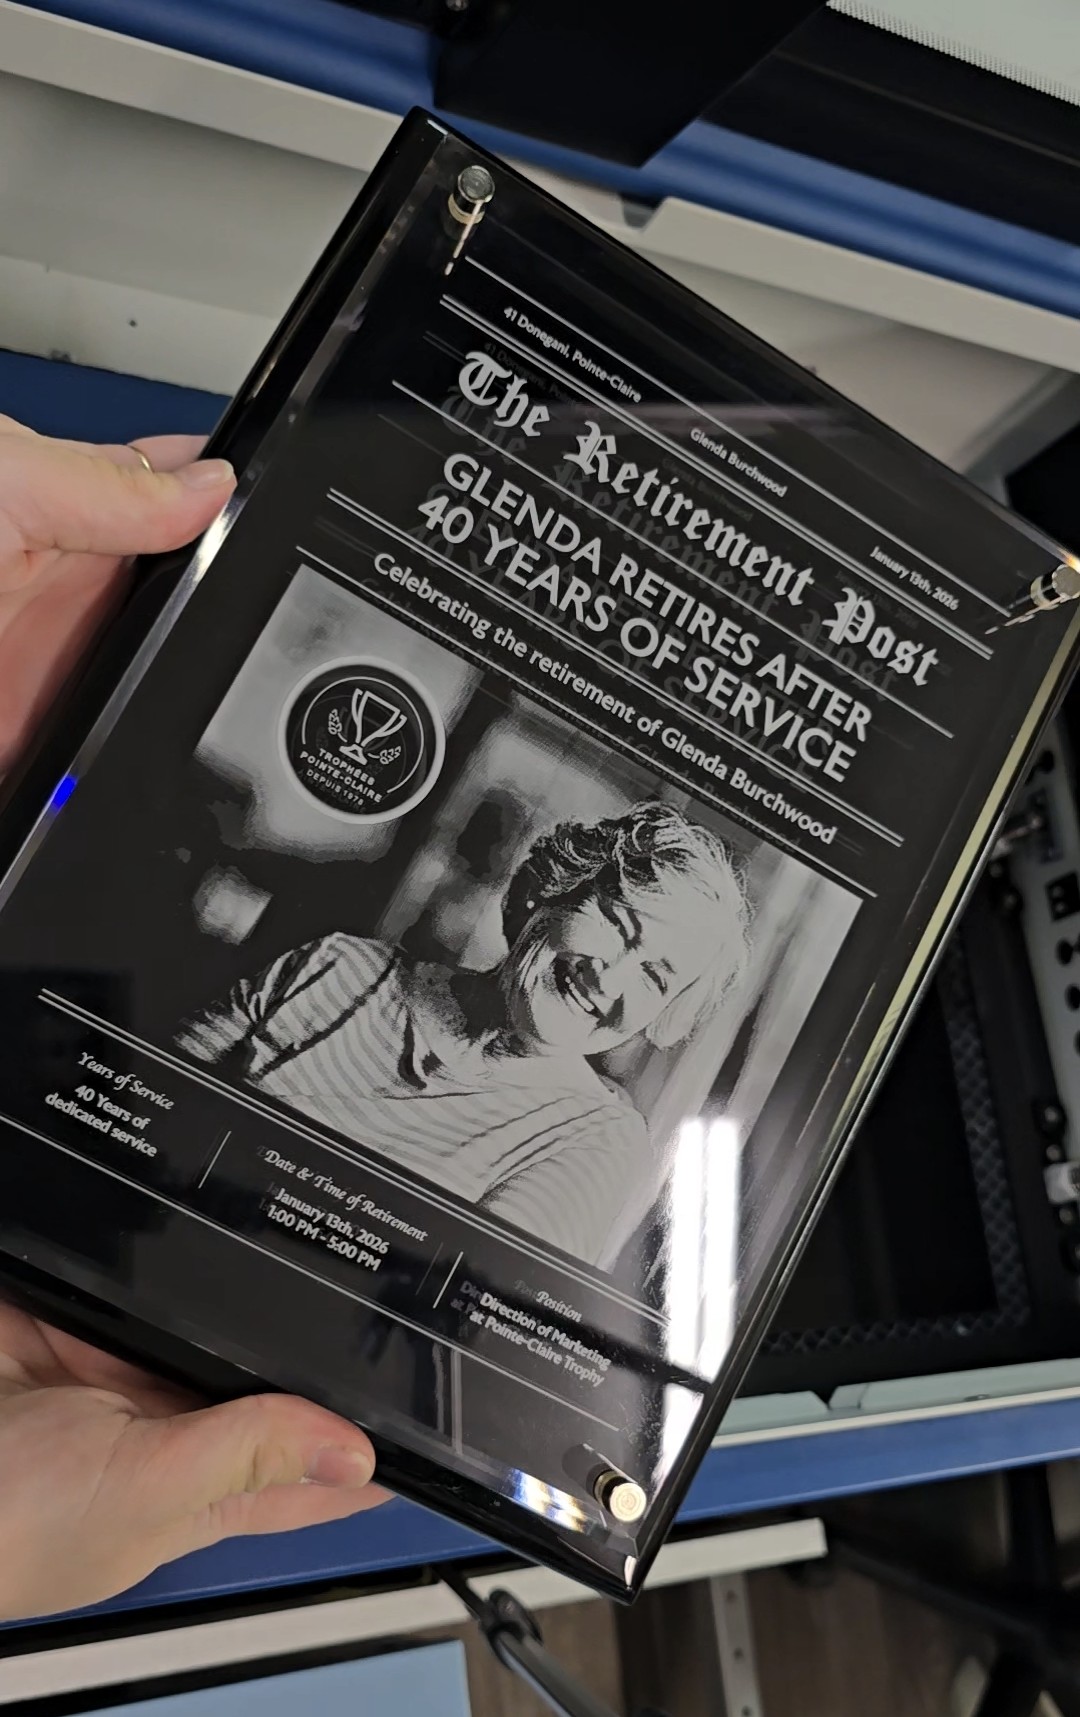 41 Donegani, Pointe-Claire
Glenda Burchwood
January 13th, 2026
The Retirement Post
GLENDA RETIRES AFTER
40 YEARS OF SERVICE
Celebrating the retirement of Glenda Burchwood
TROPHÉES
POINTE-CLAIRE
DEPUIS 1978
Years of Service
40 Years of
dedicated service
Date & Time of Retirement
January 13th, 2026
1:00 PM - 5:00 PM
Position
Direction of Marketing
at Pointe-Claire Trophy